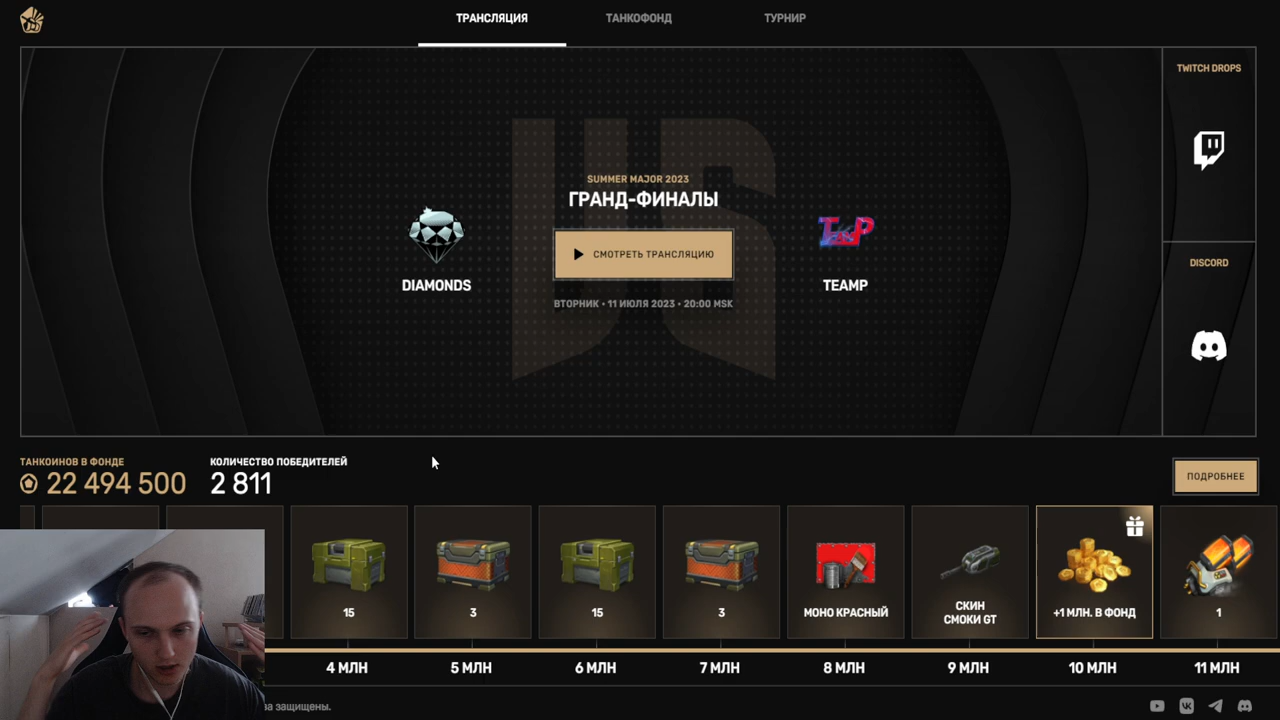 ТРАНСЛЯЦИЯ
ТАНКОФОНД
ТУРНИР
SUMMER MAJOR 2023
ГРАНД-ФИНАЛЫ
СМОТРЕТЬ ТРАНСЛЯЦИЮ
ВТОРНИК • 11 ИЮЛЯ 2023 • 20:00 MSK
DIAMONDS
TEAMP
TWITCH DROPS
DISCORD
ТАНКОИНОВ В ФОНДЕ
22 494 500
КОЛИЧЕСТВО ПОБЕДИТЕЛЕЙ
2 811
ПОДРОБНЕЕ
15
3
15
3
МОНО КРАСНЫЙ
СКИН
СМОКИ GT
+1 МЛН. В ФОНД
1
4 МЛН
5 МЛН
6 МЛН
7 МЛН
8 МЛН
9 МЛН
10 МЛН
11 МЛН
ва защищены.